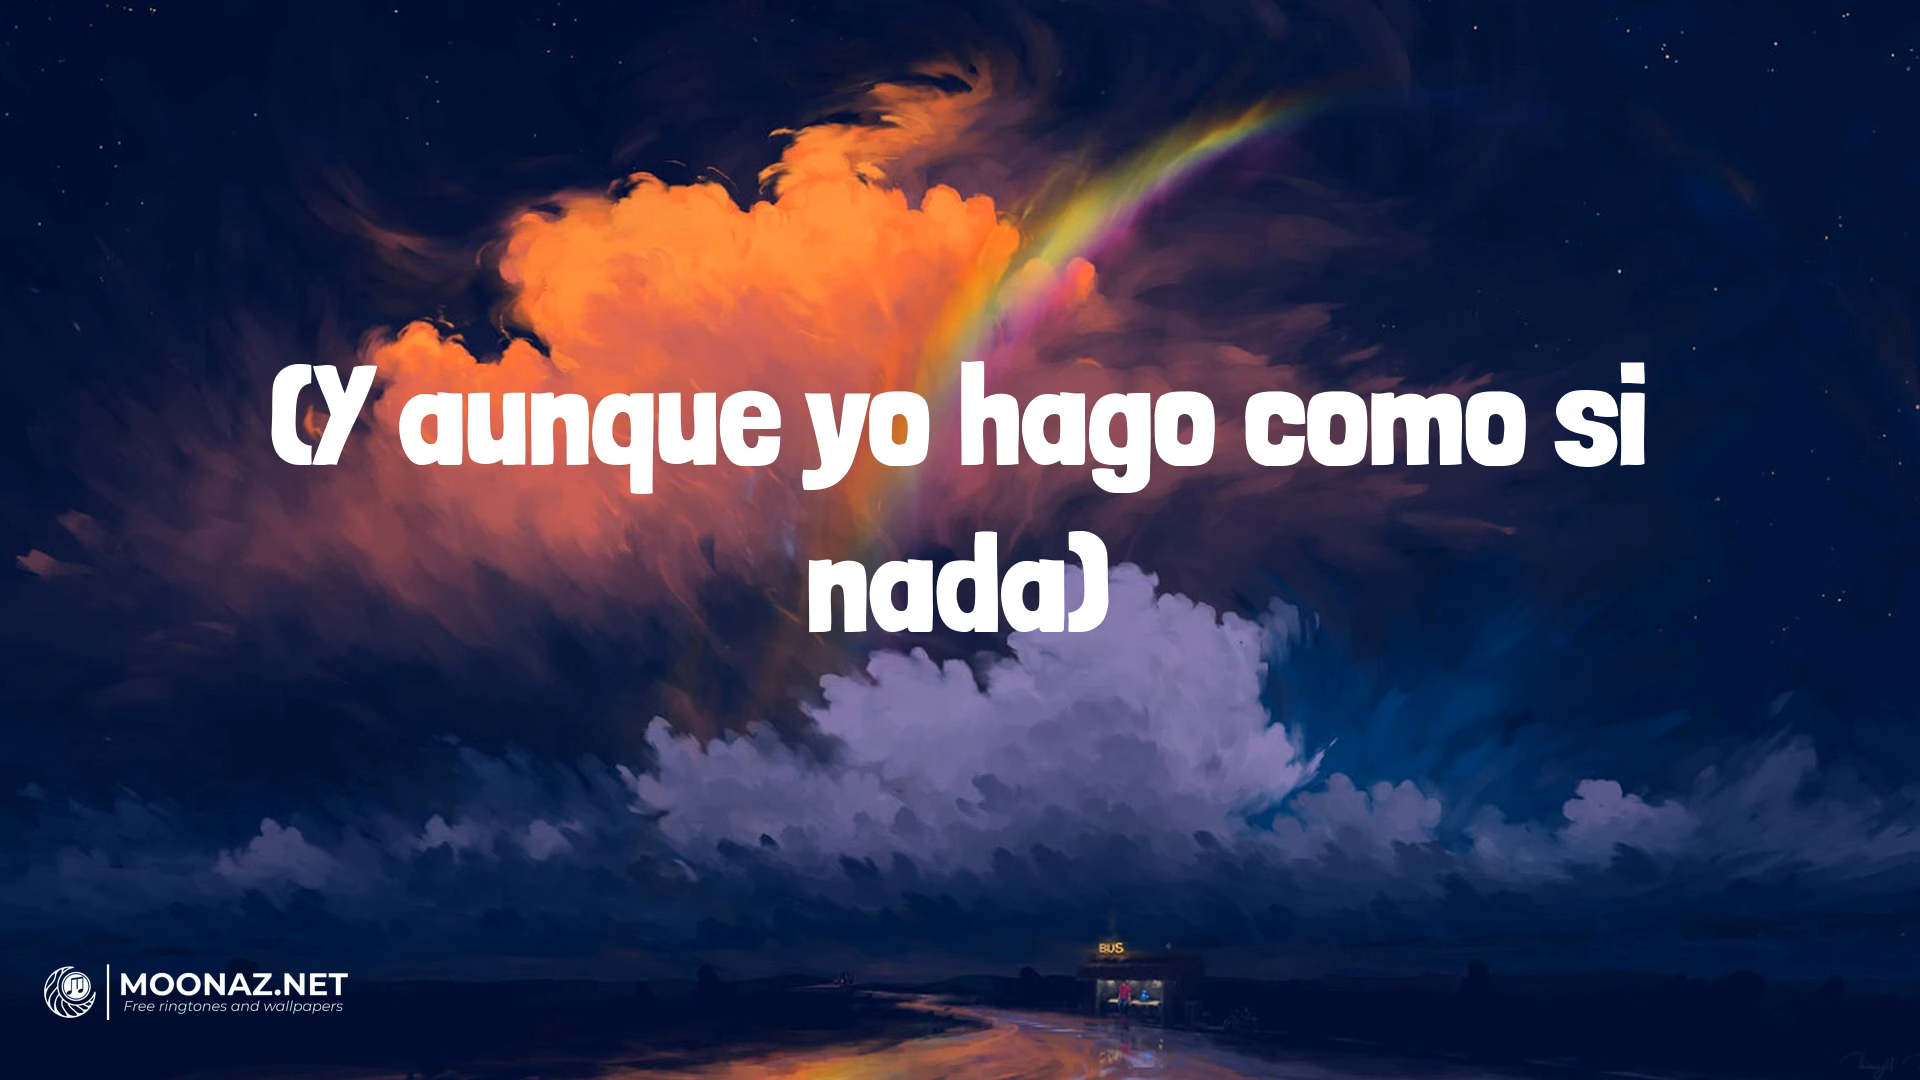 (Y aunque yo hago como si
nada)
BUS
MOONAZ.NET
Free ringtones and wallpapers